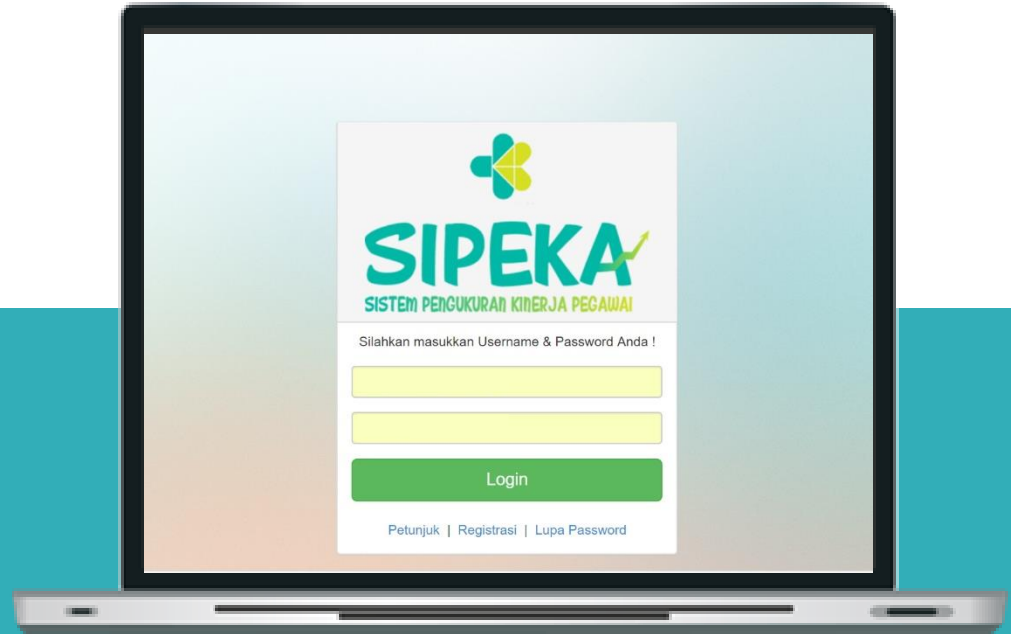 SIPEKA
SISTEM PENGUKURAN KINERJA PEGAWAI
Silahkan masukkan Username & Password Anda !
Login
Petunjuk | Registrasi | Lupa Password